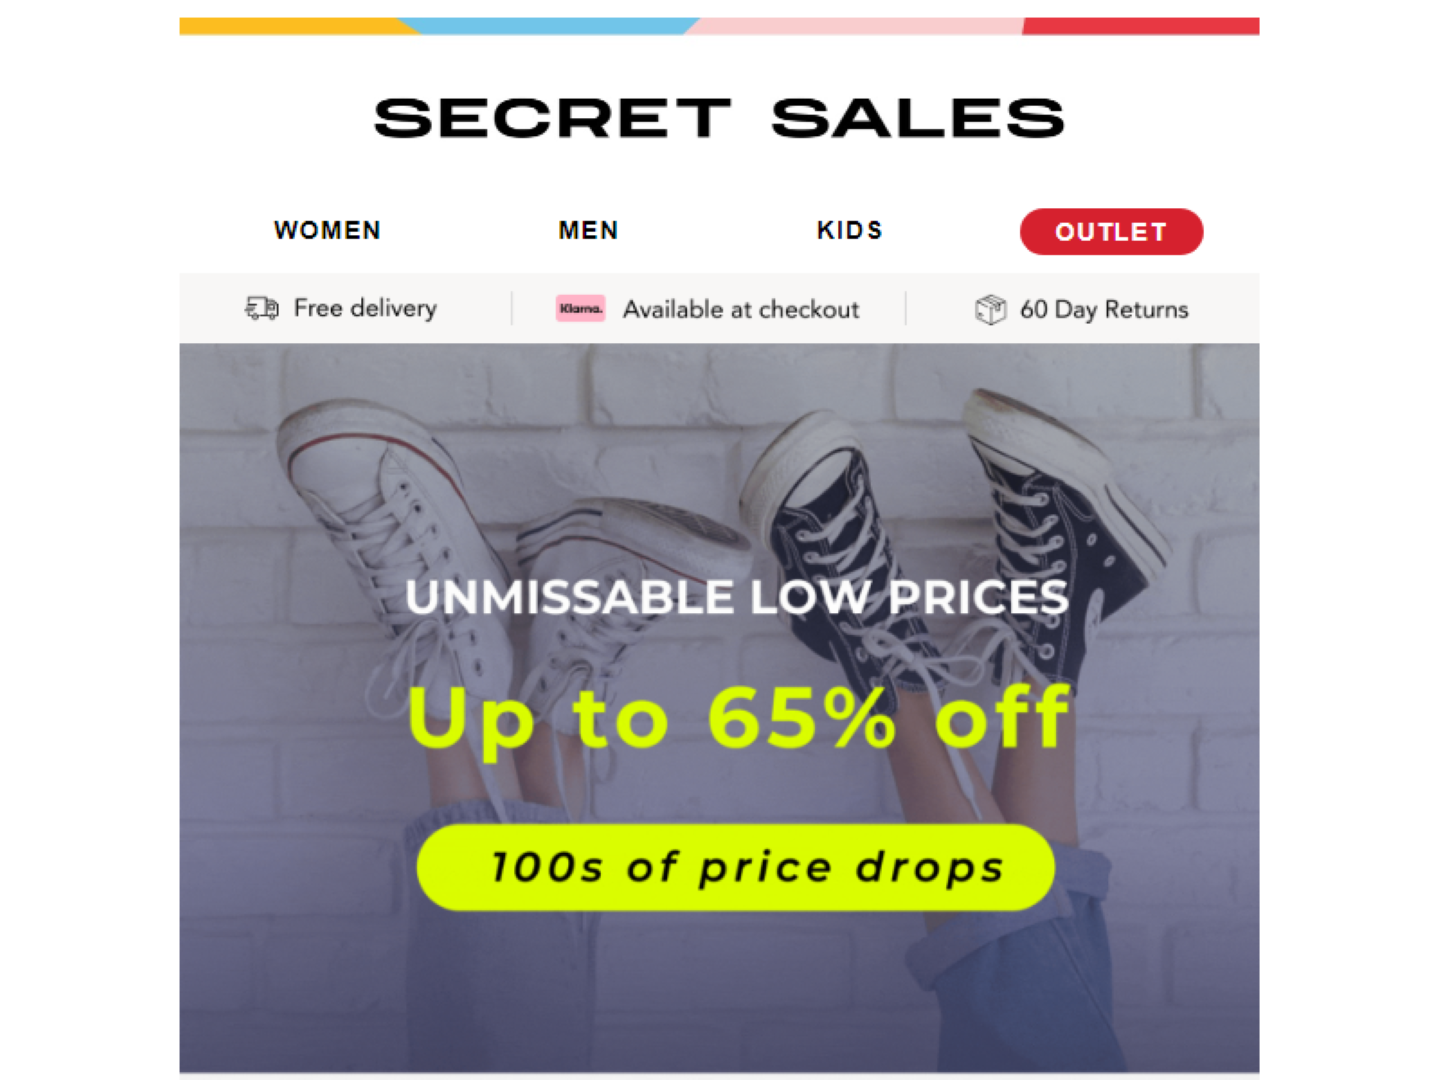 SECRET SALES
WOMEN MEN KIDS OUTLET
Free delivery Klarna. Available at checkout 60 Day Returns
UNMISSABLE LOW PRICES
Up to 65% off
100s of price drops